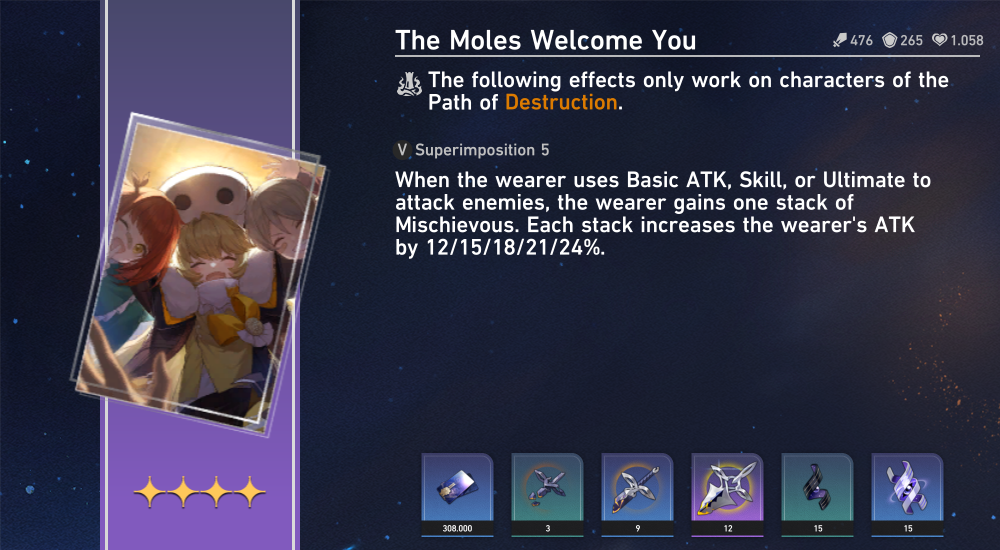 The Moles Welcome You
476 265 1.058
The following effects only work on characters of the
Path of Destruction.
V Superimposition 5
When the wearer uses Basic ATK, Skill, or Ultimate to
attack enemies, the wearer gains one stack of
Mischievous. Each stack increases the wearer's ATK
by 12/15/18/21/24%.
308.000 3 9 12 15 15